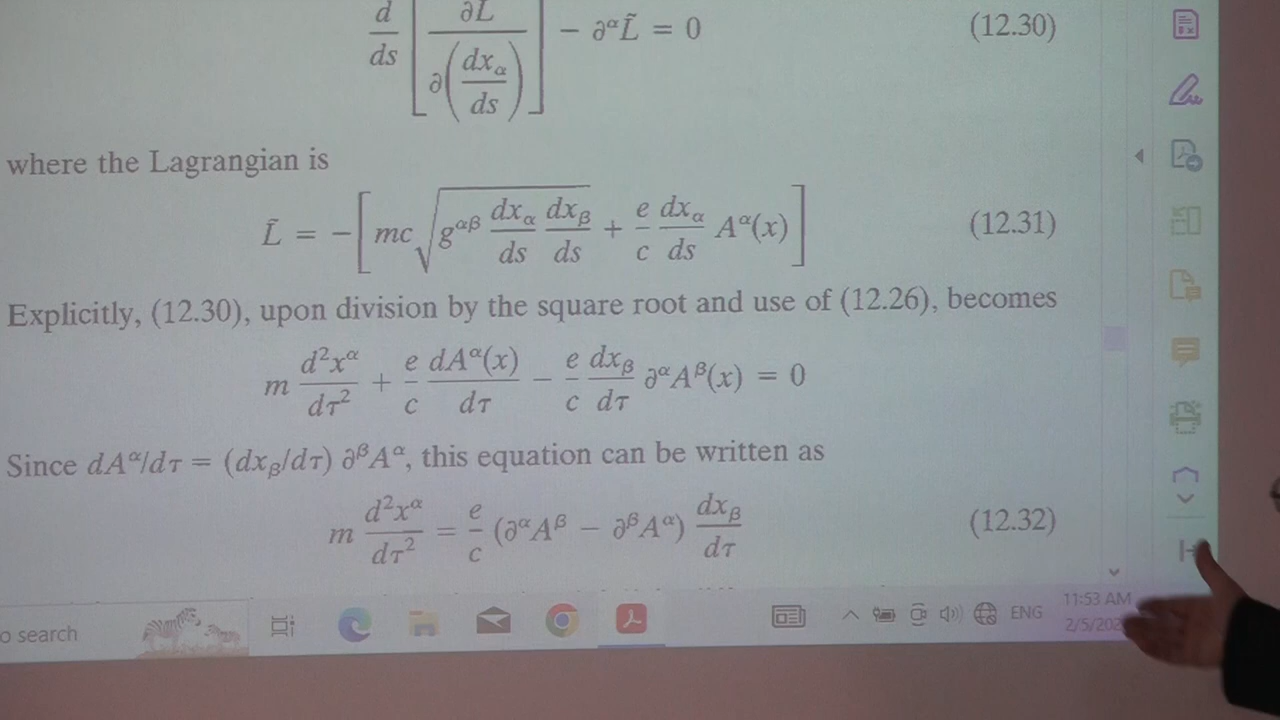 d/ds [∂L̃/∂(dx_α/ds)] − ∂^α L̃ = 0 (12.30)
where the Lagrangian is
L̃ = −[mc √(g^{αβ} dx_α/ds dx_β/ds) + e/c dx_α/ds A^α(x)] (12.31)
Explicitly, (12.30), upon division by the square root and use of (12.26), becomes
m d²x^α/dτ² + e/c dA^α(x)/dτ − e/c dx_β/dτ ∂^α A^β(x) = 0
Since dA^α/dτ = (dx_β/dτ) ∂^β A^α, this equation can be written as
m d²x^α/dτ² = e/c (∂^α A^β − ∂^β A^α) dx_β/dτ (12.32)
o search
ENG
11:53 AM
2/5/202